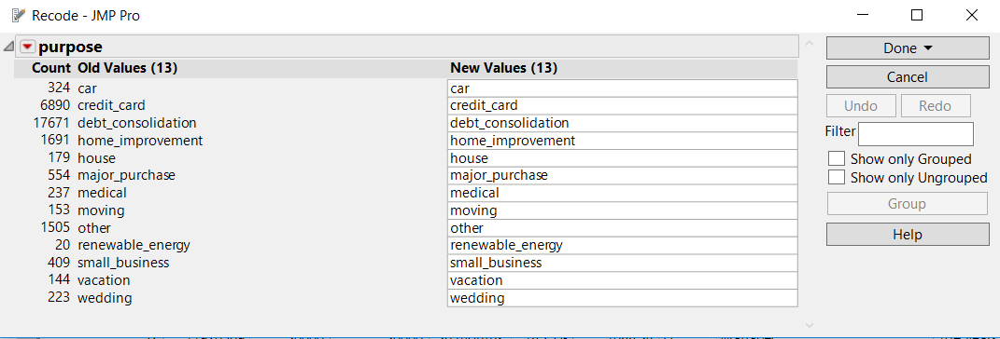 Recode - JMP Pro
purpose
Count Old Values (13) New Values (13)
324 car car
6890 credit_card credit_card
17671 debt_consolidation debt_consolidation
1691 home_improvement home_improvement
179 house house
554 major_purchase major_purchase
237 medical medical
153 moving moving
1505 other other
20 renewable_energy renewable_energy
409 small_business small_business
144 vacation vacation
223 wedding wedding
Done
Cancel
Undo Redo
Filter
Show only Grouped
Show only Ungrouped
Group
Help